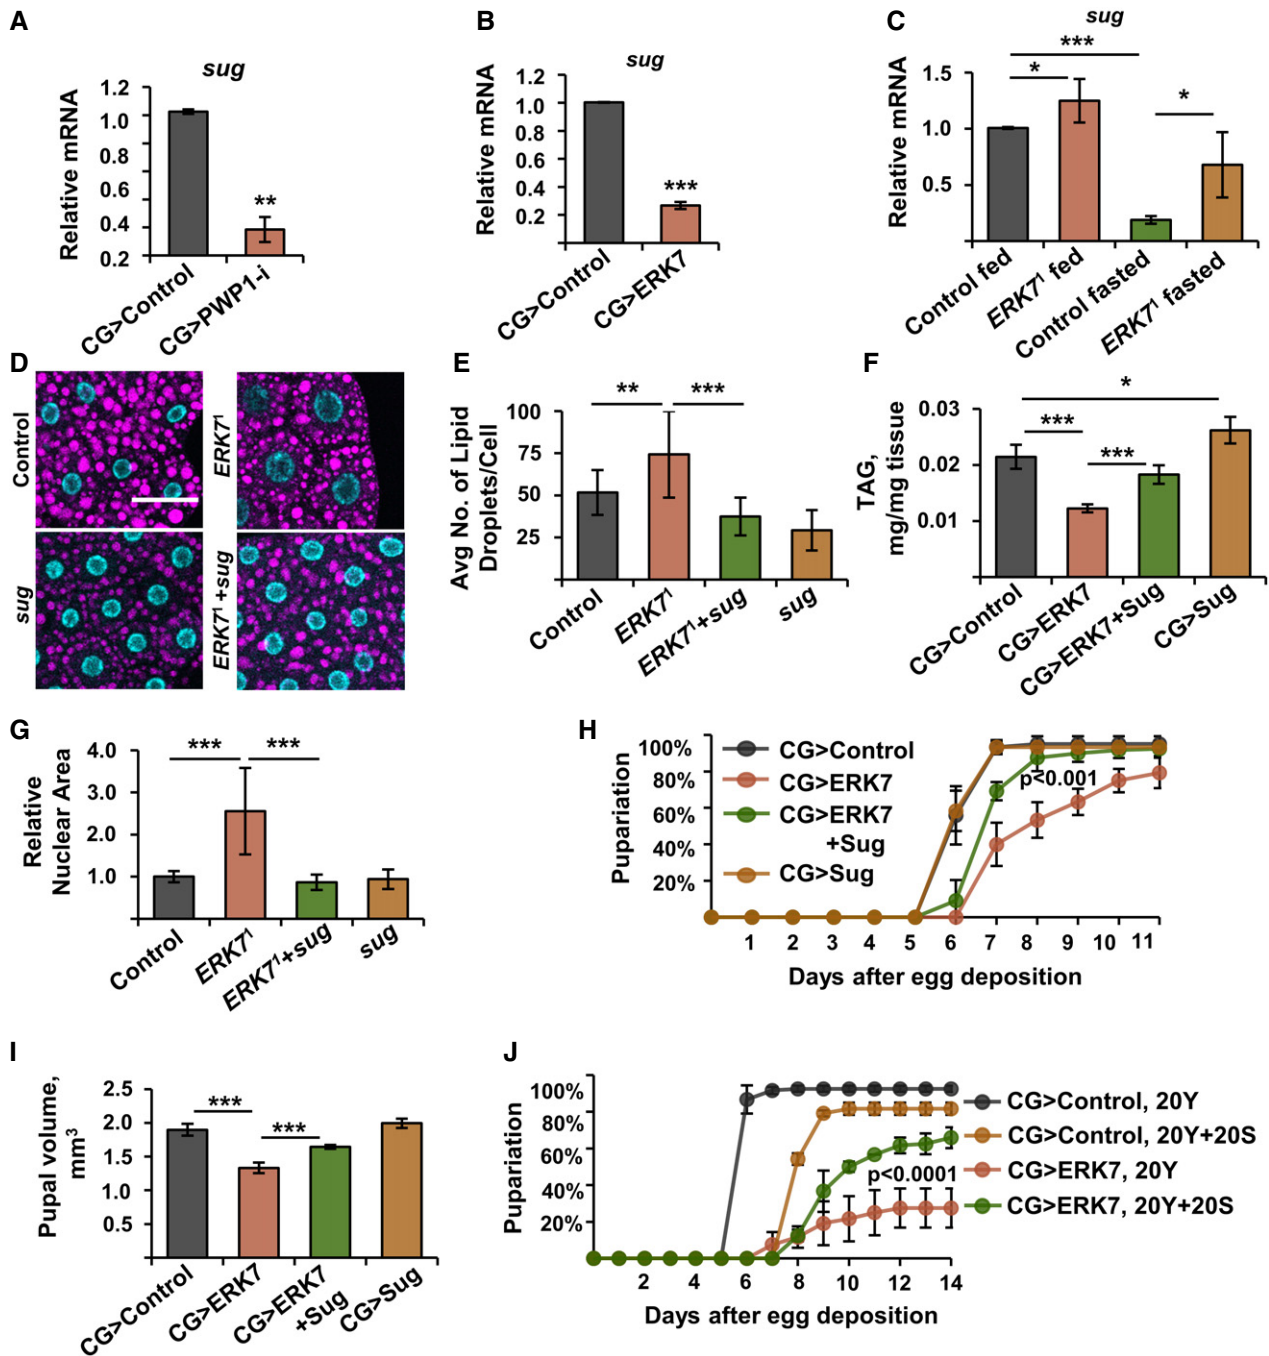 A
sug
Relative mRNA
1.2
1.0
0.8
0.6
0.4
0.2
**
CG>Control
CG>PWP1-i
B
sug
Relative mRNA
1.2
1.0
0.8
0.6
0.4
0.2
***
CG>Control
CG>ERK7
C
sug
Relative mRNA
1.5
1.0
0.5
***
*
*
Control fed
ERK7¹ fed
Control fasted
ERK7¹ fasted
D
Control
ERK7¹
sug
ERK7¹+sug
E
Avg No. of Lipid
Droplets/Cell
100
75
50
25
**
***
Control
ERK7¹
ERK7¹+sug
sug
F
TAG,
mg/mg tissue
0.03
0.02
0.01
*
***
***
CG>Control
CG>ERK7
CG>ERK7+Sug
CG>Sug
G
Relative
Nuclear Area
4.0
3.0
2.0
1.0
***
***
Control
ERK7¹
ERK7¹+sug
sug
H
Pupariation
100%
80%
60%
40%
20%
CG>Control
CG>ERK7
CG>ERK7
+Sug
CG>Sug
p<0.001
1 2 3 4 5 6 7 8 9 10 11
Days after egg deposition
I
Pupal volume,
mm³
2.5
2.0
1.5
1.0
0.5
***
***
CG>Control
CG>ERK7
CG>ERK7
+Sug
CG>Sug
J
Pupariation
100%
80%
60%
40%
20%
p<0.0001
2 4 6 8 10 12 14
Days after egg deposition
CG>Control, 20Y
CG>Control, 20Y+20S
CG>ERK7, 20Y
CG>ERK7, 20Y+20S